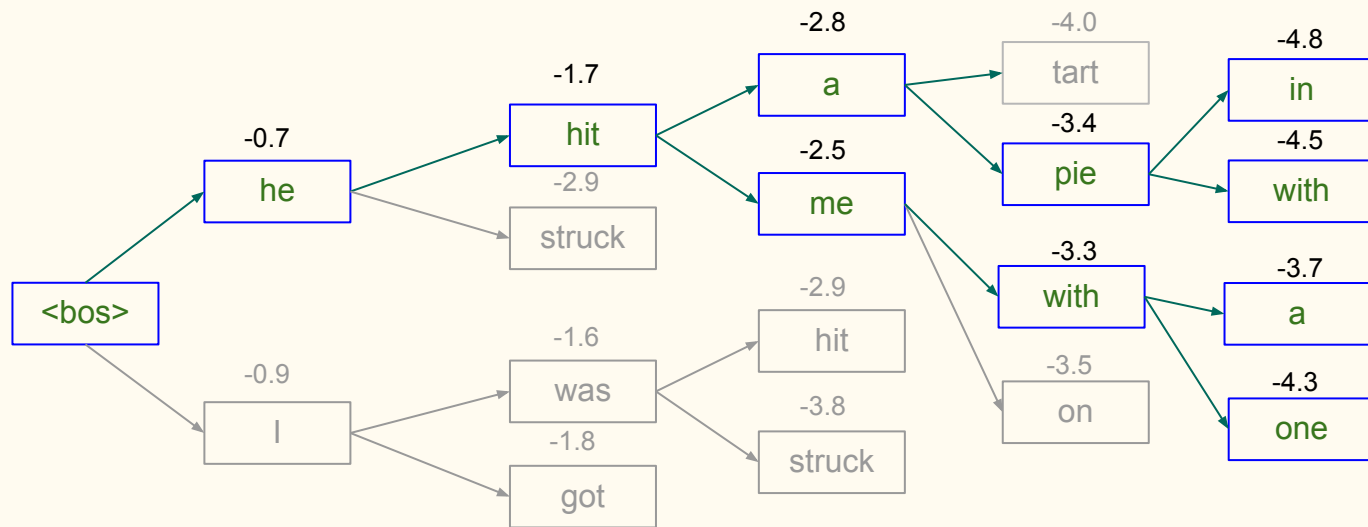 <bos>
-0.7
he
-0.9
I
-1.7
hit
-2.9
struck
-1.6
was
-1.8
got
-2.8
a
-2.5
me
-2.9
hit
-3.8
struck
-4.0
tart
-3.4
pie
-3.3
with
-3.5
on
-4.8
in
-4.5
with
-3.7
a
-4.3
one